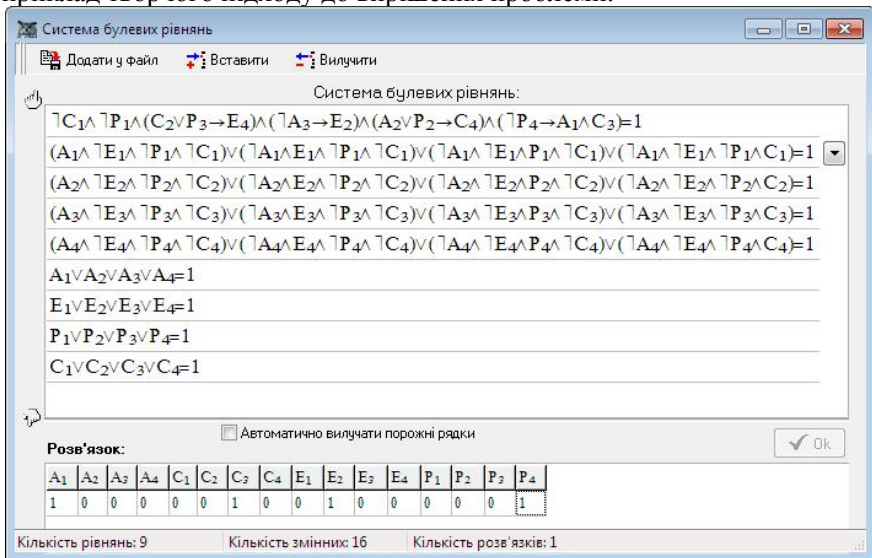 приклад творчого підходу до вирішення проблеми.
Система булевих рівнянь
Додати у файл Вставити Вилучити
Система булевих рівнянь:
⅂C₁∧⅂P₁∧(C₂∨P₃→E₄)∧(⅂A₃→E₂)∧(A₂∨P₂→C₄)∧(⅂P₄→A₁∧C₃)=1
(A₁∧⅂E₁∧⅂P₁∧⅂C₁)∨(⅂A₁∧E₁∧⅂P₁∧⅂C₁)∨(⅂A₁∧⅂E₁∧P₁∧⅂C₁)∨(⅂A₁∧⅂E₁∧⅂P₁∧C₁)=1
(A₂∧⅂E₂∧⅂P₂∧⅂C₂)∨(⅂A₂∧E₂∧⅂P₂∧⅂C₂)∨(⅂A₂∧⅂E₂∧P₂∧⅂C₂)∨(⅂A₂∧⅂E₂∧⅂P₂∧C₂)=1
(A₃∧⅂E₃∧⅂P₃∧⅂C₃)∨(⅂A₃∧E₃∧⅂P₃∧⅂C₃)∨(⅂A₃∧⅂E₃∧P₃∧⅂C₃)∨(⅂A₃∧⅂E₃∧⅂P₃∧C₃)=1
(A₄∧⅂E₄∧⅂P₄∧⅂C₄)∨(⅂A₄∧E₄∧⅂P₄∧⅂C₄)∨(⅂A₄∧⅂E₄∧P₄∧⅂C₄)∨(⅂A₄∧⅂E₄∧⅂P₄∧C₄)=1
A₁∨A₂∨A₃∨A₄=1
E₁∨E₂∨E₃∨E₄=1
P₁∨P₂∨P₃∨P₄=1
C₁∨C₂∨C₃∨C₄=1
Автоматично вилучати порожні рядки
Розв'язок:
Ok
A₁ A₂ A₃ A₄ C₁ C₂ C₃ C₄ E₁ E₂ E₃ E₄ P₁ P₂ P₃ P₄
1 0 0 0 0 0 1 0 0 1 0 0 0 0 0 1
Кількість рівнянь: 9 Кількість змінних: 16 Кількість розв'язків: 1